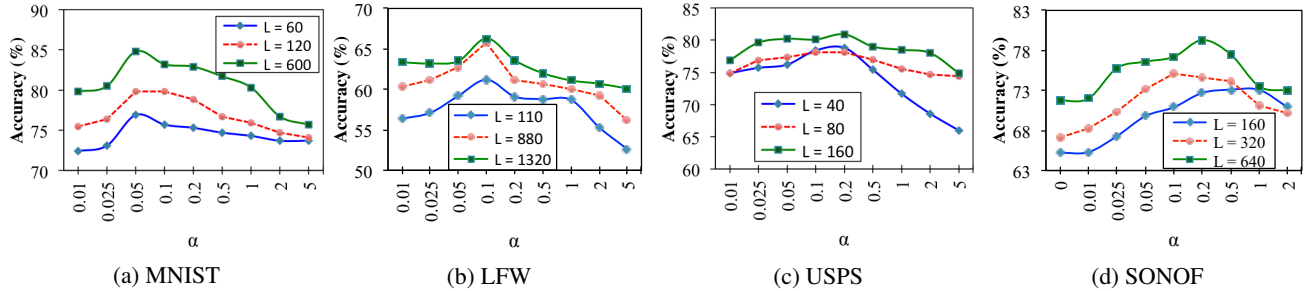 90
85
80
75
70
Accuracy (%)
L = 60
L = 120
L = 600
0.01
0.025
0.05
0.1
0.2
0.5
1
2
5
α
(a) MNIST
70
65
60
55
50
Accuracy (%)
L = 110
L = 880
L = 1320
0.01
0.025
0.05
0.1
0.2
0.5
1
2
5
α
(b) LFW
85
80
75
70
65
60
Accuracy (%)
L = 40
L = 80
L = 160
0.01
0.025
0.05
0.1
0.2
0.5
1
2
5
α
(c) USPS
83
78
73
68
63
Accuracy (%)
L = 160
L = 320
L = 640
0
0.01
0.025
0.05
0.1
0.2
0.5
1
2
α
(d) SONOF